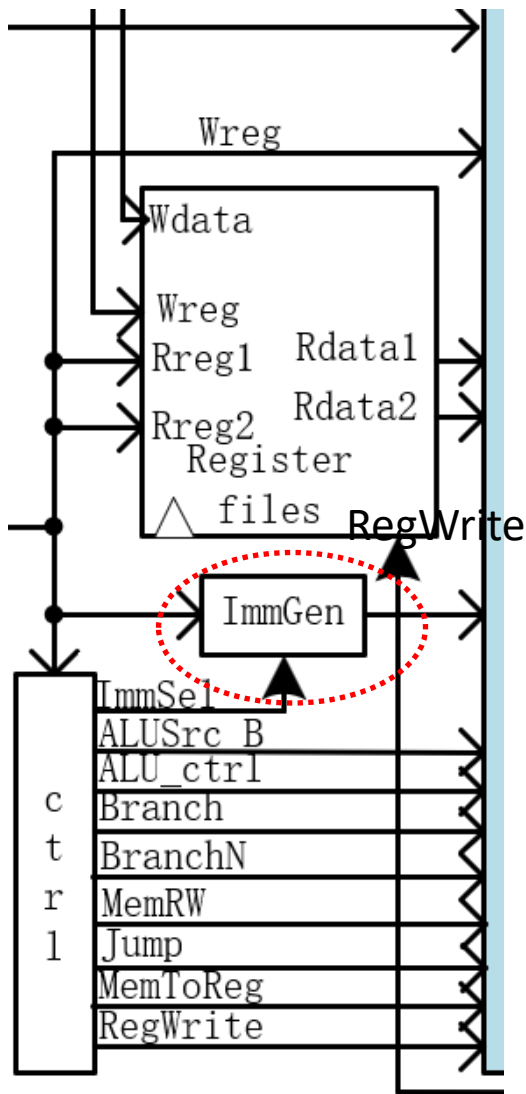 Wreg
Wdata
Wreg
Rreg1
Rdata1
Rreg2
Rdata2
Register
files
RegWrite
ImmGen
ImmSel
ALUSrc_B
ALU_ctrl
Branch
BranchN
MemRW
Jump
MemToReg
RegWrite
ctrl